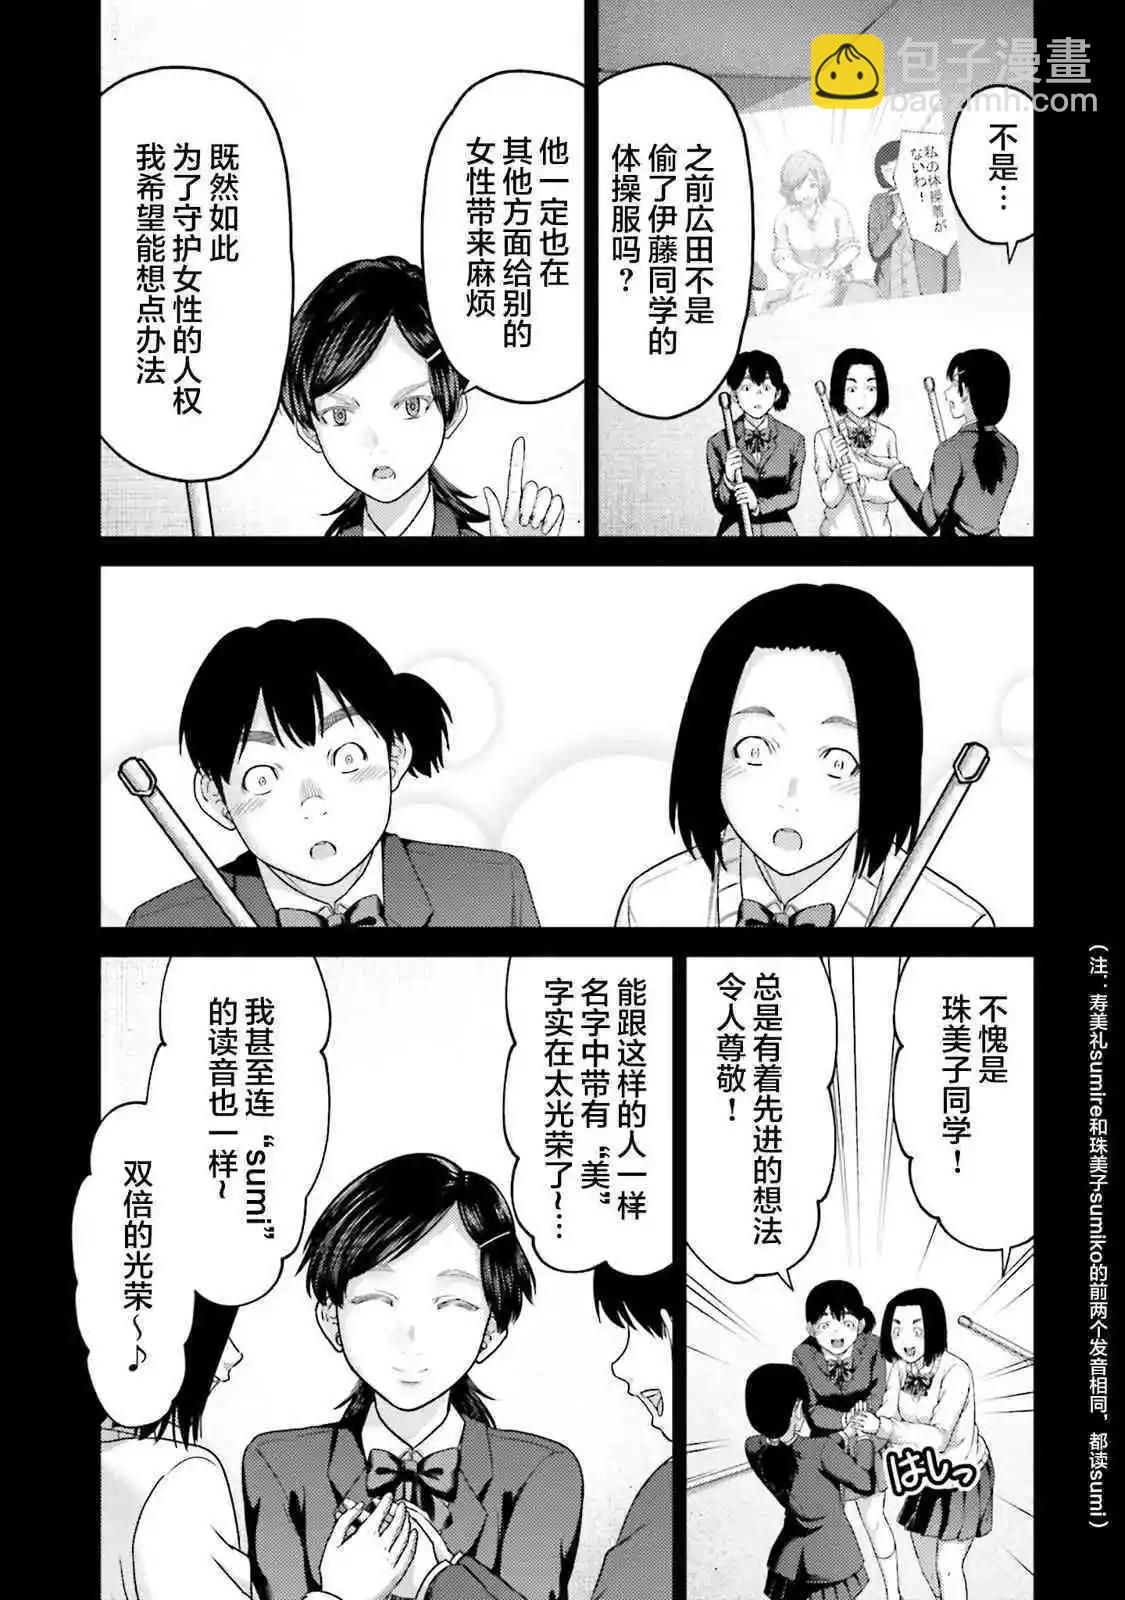 包子漫畫
baozimh.com
不是…
私の体操着が
ないわ！
之前広田不是
偷了伊藤同学的
体操服吗？
他一定也在
其他方面给别的
女性带来麻烦
既然如此
为了守护女性的人权
我希望能想点办法
不愧是
珠美子同学！
总是有着先进的想法
令人尊敬！
はしっ
能跟这样的人一样
名字中带有“美”
字实在太光荣了~…
我甚至连“sumi”
的读音也一样~
双倍的光荣~♪
（注：寿美礼sumire和珠美子sumiko的前两个发音相同，都读sumi）